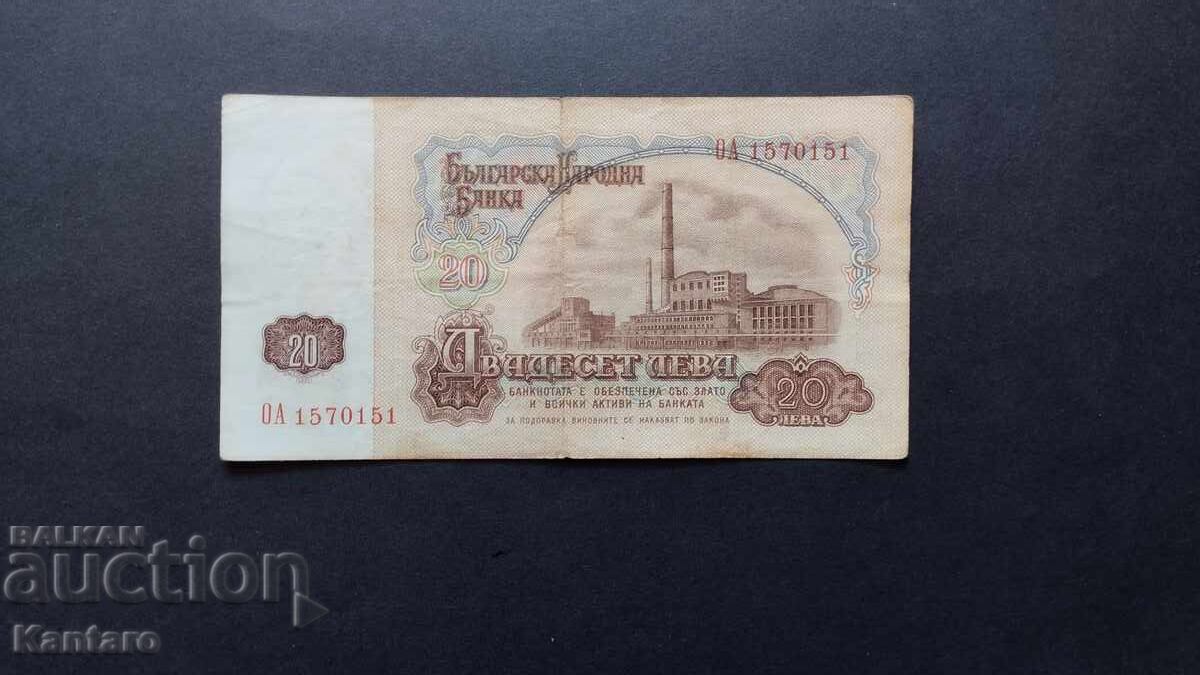 ОА 1570151
Българска Народна
Банка
20
20
Двадесет лева
БАНКНОТАТА Е ОБЕЗПЕЧЕНА СЪС ЗЛАТО
И ВСИЧКИ АКТИВИ НА БАНКАТА
ЗА ПОДПРАВКА ВИНОВНИТЕ СЕ НАКАЗВАТ ПО ЗАКОНА
20
ЛЕВА
ОА 1570151
BALKAN
auction
Kantaro